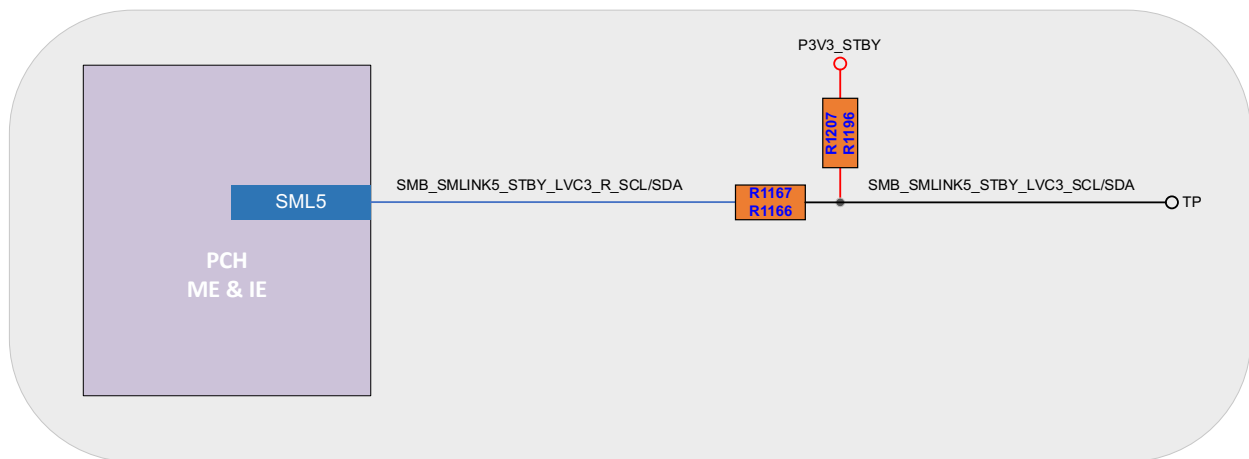 P3V3_STBY
R1207
R1196
SMB_SMLINK5_STBY_LVC3_R_SCL/SDA
SMB_SMLINK5_STBY_LVC3_SCL/SDA
SML5
R1167
R1166
TP
PCH
ME & IE